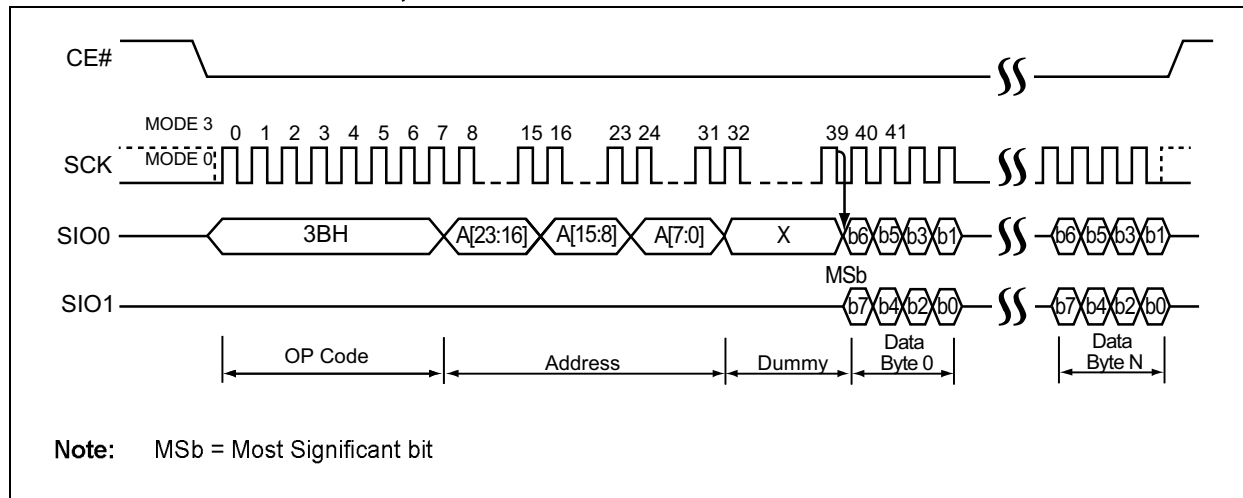 CE#
MODE 3
0 1 2 3 4 5 6 7 8 15 16 23 24 31 32 39 40 41
SCK
MODE 0
SIO0
3BH A[23:16] A[15:8] A[7:0] X b6 b5 b3 b1 b6 b5 b3 b1
MSb
SIO1
b7 b4 b2 b0 b7 b4 b2 b0
OP Code Address Dummy Data Byte 0 Data Byte N
Note: MSb = Most Significant bit